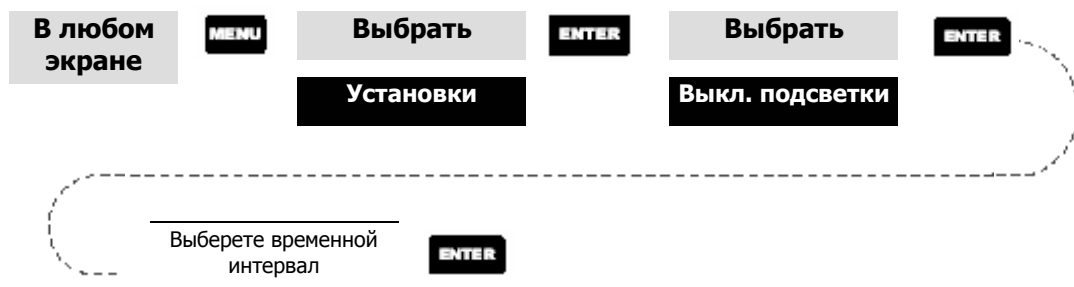 В любом
экране
MENU
Выбрать
Установки
ENTER
Выбрать
Выкл. подсветки
ENTER
Выберете временной
интервал
ENTER